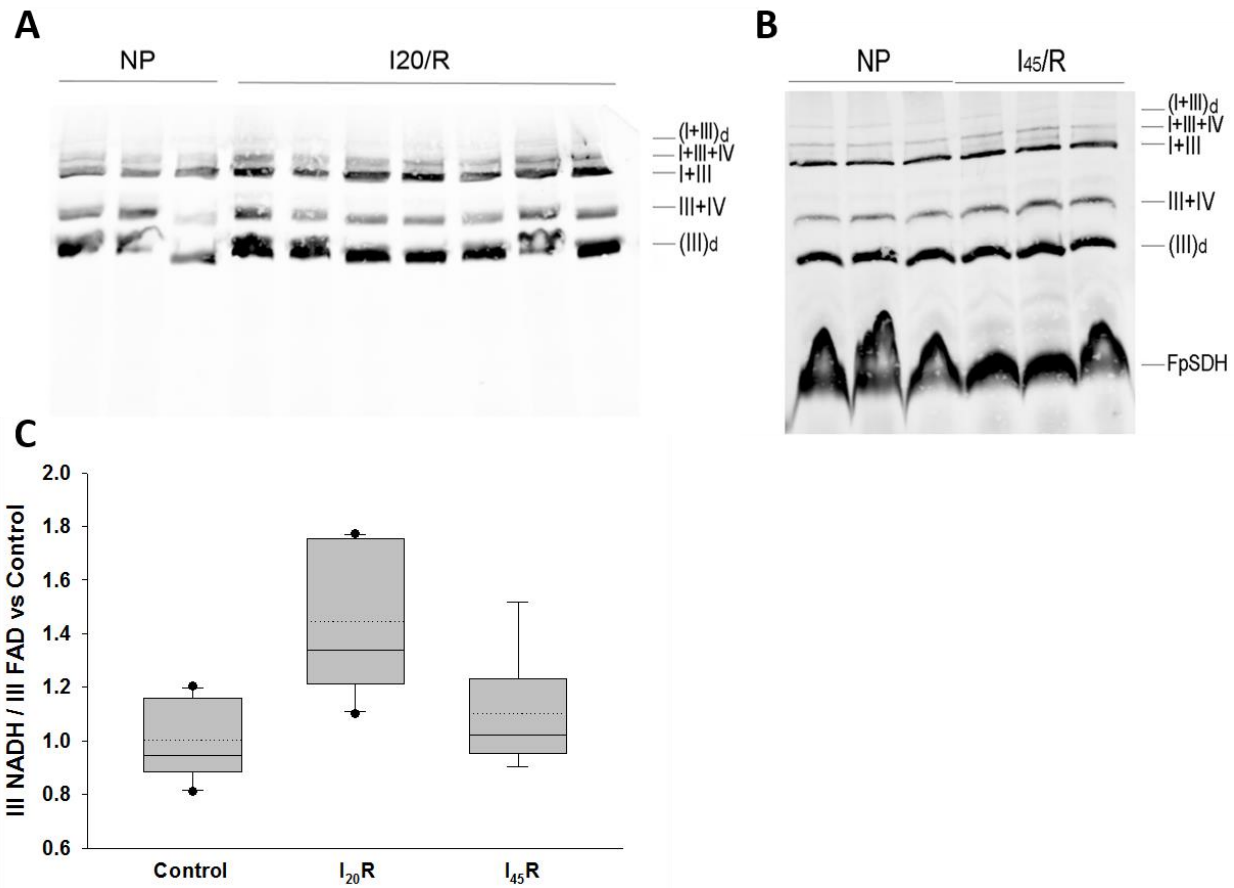 A
NP I20/R
(I+III)d
I+III+IV
I+III
III+IV
(III)d
B
NP I45/R
(I+III)d
I+III+IV
I+III
III+IV
(III)d
FpSDH
C
III NADH / III FAD vs Control
2.0
1.8
1.6
1.4
1.2
1.0
0.8
0.6
Control I20R I45R